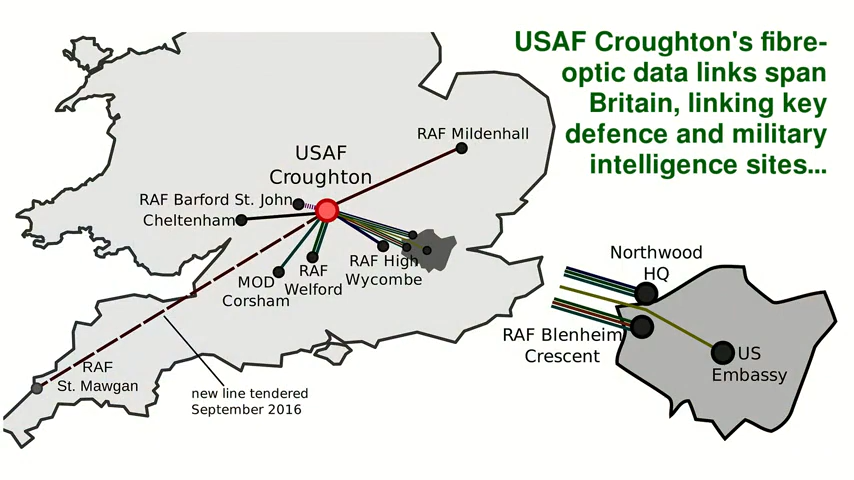 USAF Croughton's fibre-
optic data links span
Britain, linking key
defence and military
intelligence sites...
RAF Mildenhall
USAF
Croughton
RAF Barford St. John
Cheltenham
MOD
Corsham
RAF
Welford
RAF High
Wycombe
RAF
St. Mawgan
new line tendered
September 2016
Northwood
HQ
RAF Blenheim
Crescent
US
Embassy